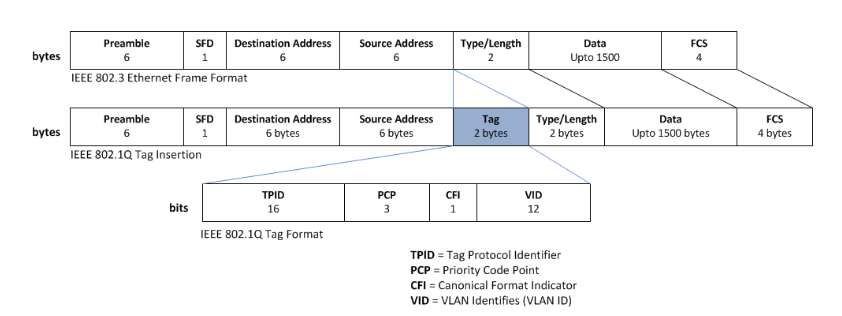 Preamble SFD Destination Address Source Address Type/Length Data FCS
bytes 6 1 6 6 2 Upto 1500 4
IEEE 802.3 Ethernet Frame Format
Preamble SFD Destination Address Source Address Tag Type/Length Data FCS
bytes 6 1 6 bytes 6 bytes 2 bytes 2 bytes Upto 1500 bytes 4 bytes
IEEE 802.1Q Tag Insertion
TPID PCP CFI VID
bits 16 3 1 12
IEEE 802.1Q Tag Format
TPID = Tag Protocol Identifier
PCP = Priority Code Point
CFI = Canonical Format Indicator
VID = VLAN Identifies (VLAN ID)